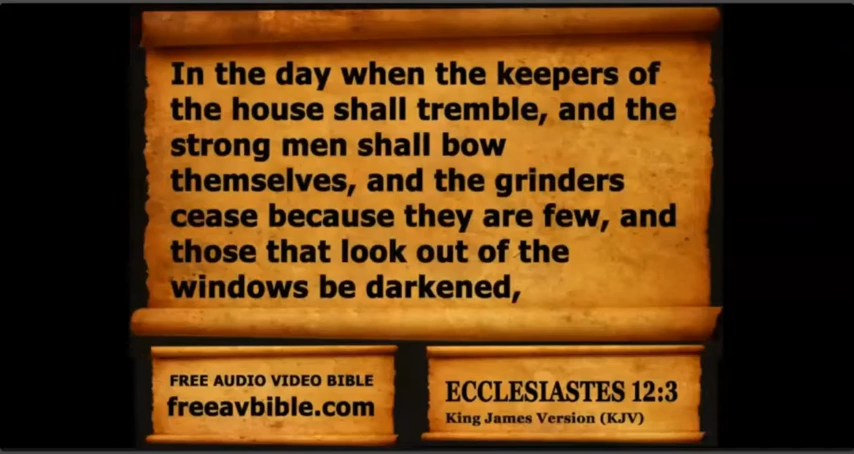 In the day when the keepers of
the house shall tremble, and the
strong men shall bow
themselves, and the grinders
cease because they are few, and
those that look out of the
windows be darkened,
FREE AUDIO VIDEO BIBLE
freeavbible.com
ECCLESIASTES 12:3
King James Version (KJV)